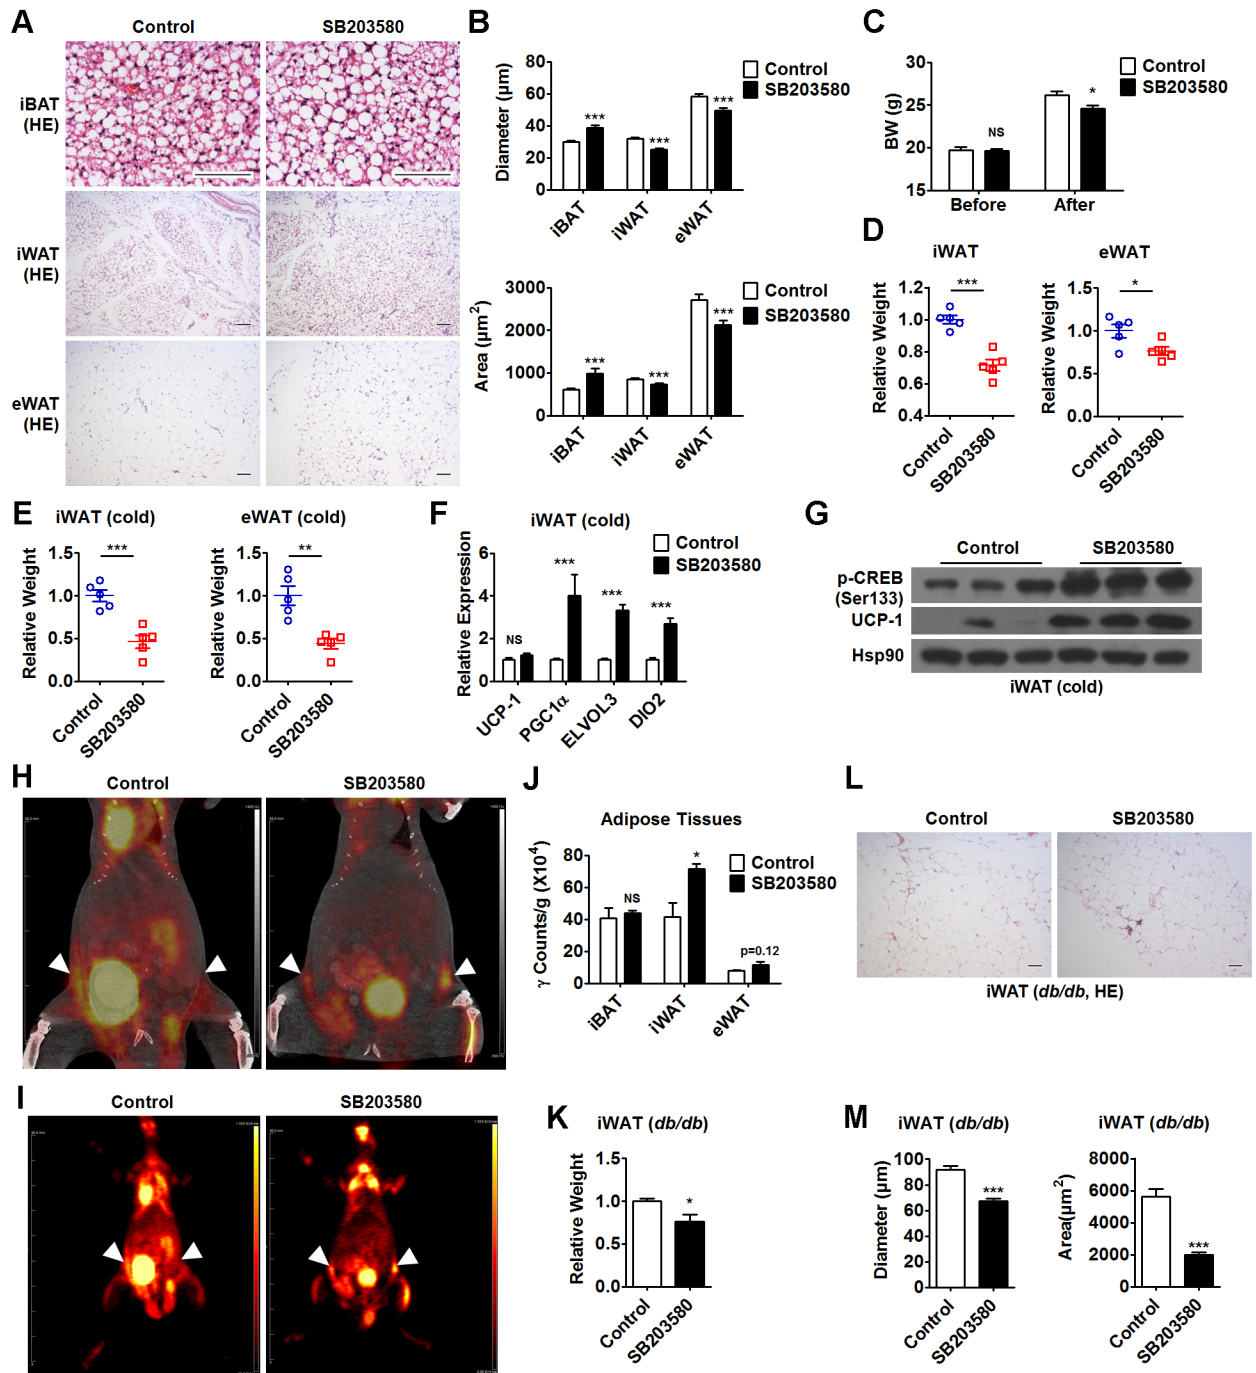 A
Control
SB203580
iBAT
(HE)
iWAT
(HE)
eWAT
(HE)
B
Diameter (μm)
80
60
40
20
0
Control
SB203580
***
***
***
iBAT
iWAT
eWAT
Area (μm²)
3000
2000
1000
0
Control
SB203580
***
***
***
iBAT
iWAT
eWAT
C
BW (g)
30
25
20
15
Control
SB203580
NS
*
Before
After
D
iWAT
Relative Weight
1.2
1.0
0.8
0.6
0.4
***
Control
SB203580
eWAT
Relative Weight
1.5
1.0
0.5
0.0
*
Control
SB203580
E
iWAT (cold)
Relative Weight
1.5
1.0
0.5
0.0
***
Control
SB203580
eWAT (cold)
Relative Weight
1.5
1.0
0.5
0.0
**
Control
SB203580
F
iWAT (cold)
Relative Expression
6
4
2
0
Control
SB203580
NS
***
***
***
UCP-1
PGC1α
ELVOL3
DIO2
G
Control
SB203580
p-CREB
(Ser133)
UCP-1
Hsp90
iWAT (cold)
H
Control
SB203580
I
Control
SB203580
J
Adipose Tissues
γ Counts/g (X10⁴)
80
60
40
20
0
Control
SB203580
NS
*
p=0.12
iBAT
iWAT
eWAT
K
iWAT (db/db)
Relative Weight
1.5
1.0
0.5
0.0
*
Control
SB203580
L
Control
SB203580
iWAT (db/db, HE)
M
iWAT (db/db)
Diameter (μm)
100
80
60
40
20
0
***
Control
SB203580
iWAT (db/db)
Area(μm²)
8000
6000
4000
2000
0
***
Control
SB203580